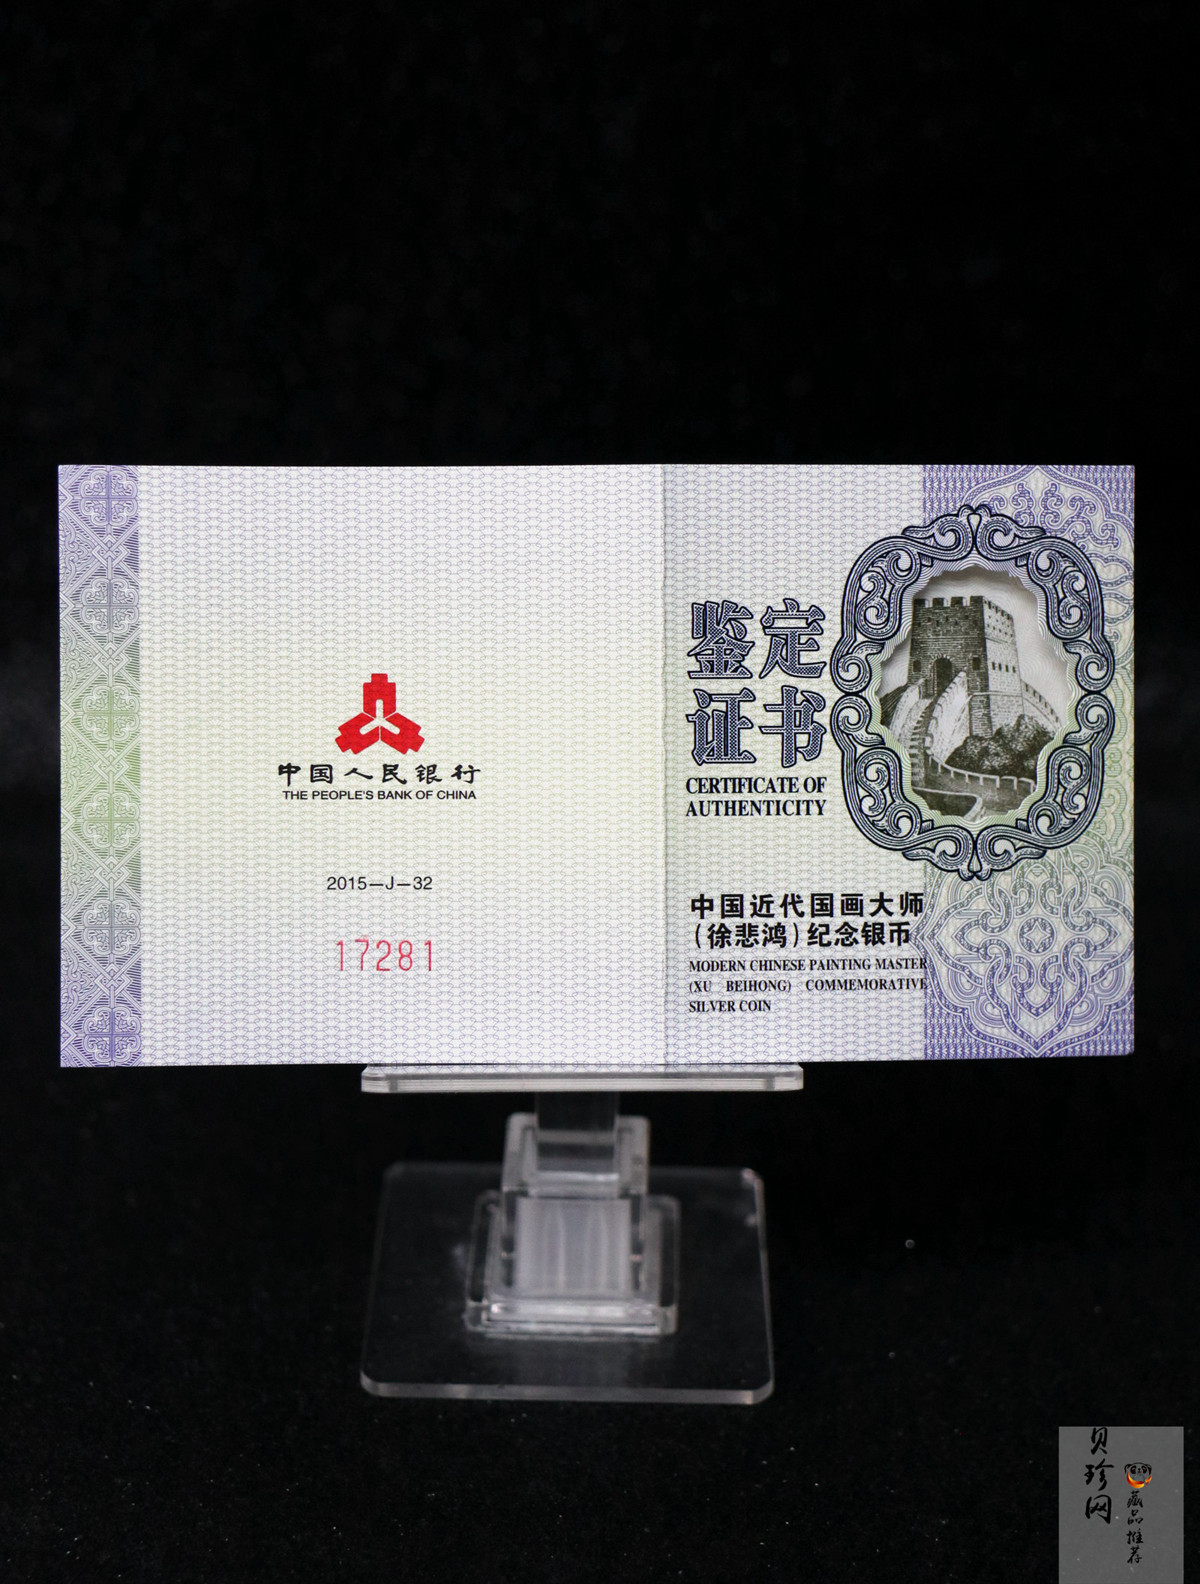 中国人民银行
THE PEOPLE'S BANK OF CHINA
2015—J—32
17281
鉴定
证书
CERTIFICATE OF
AUTHENTICITY
中国近代国画大师
（徐悲鸿）纪念银币
MODERN CHINESE PAINTING MASTER
(XU BEIHONG) COMMEMORATIVE
SILVER COIN
贝珍网
藏品推荐